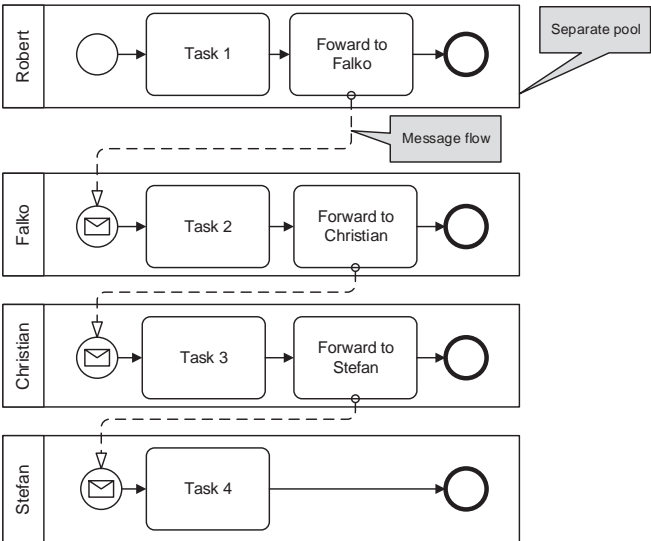 Robert
Task 1
Foward to
Falko
Separate pool
Message flow
Falko
Task 2
Forward to
Christian
Christian
Task 3
Forward to
Stefan
Stefan
Task 4